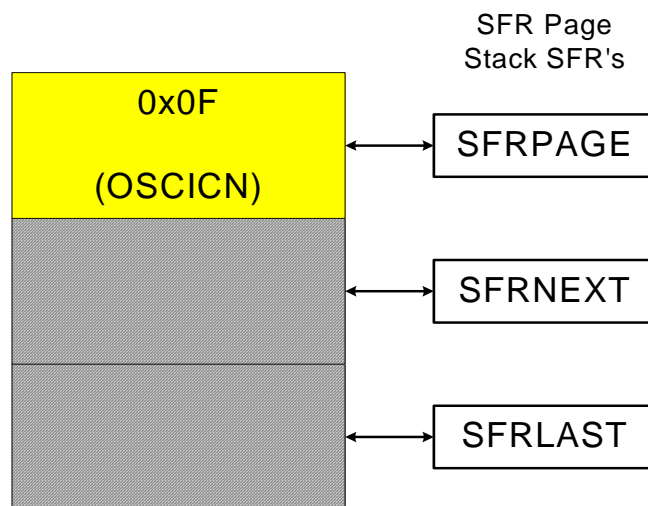 SFR Page
Stack SFR's
0x0F
(OSCICN)
SFRPAGE
SFRNEXT
SFRLAST